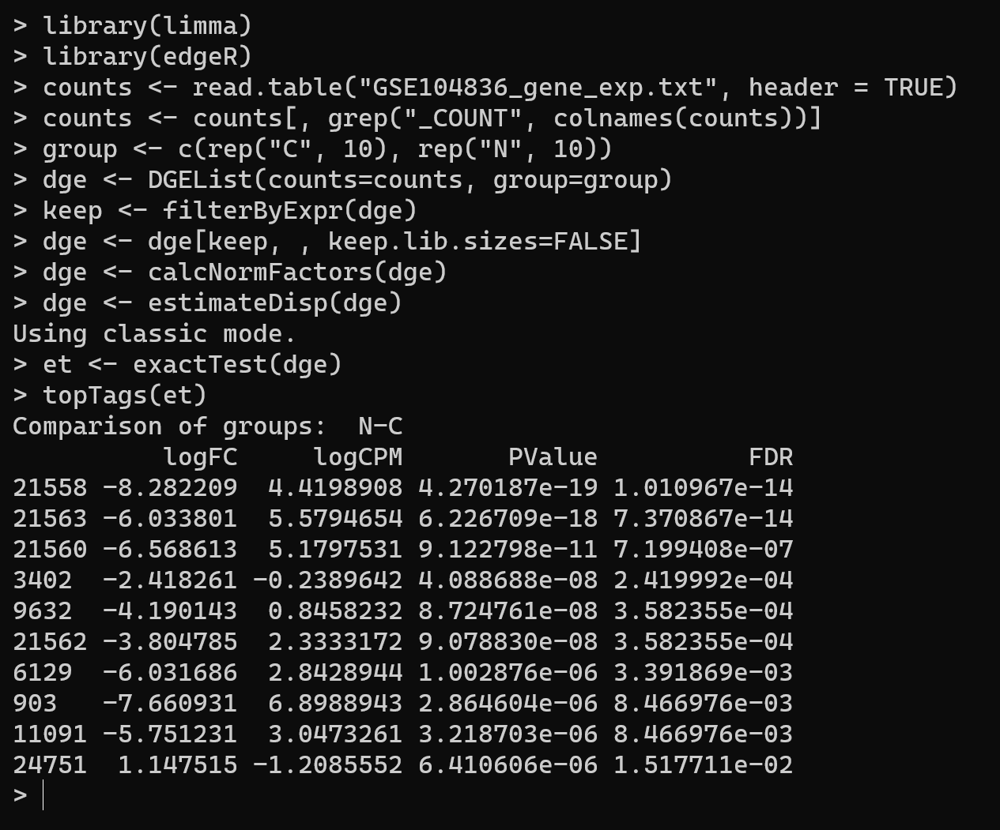 > library(limma)
> library(edgeR)
> counts <- read.table("GSE104836_gene_exp.txt", header = TRUE)
> counts <- counts[, grep("_COUNT", colnames(counts))]
> group <- c(rep("C", 10), rep("N", 10))
> dge <- DGEList(counts=counts, group=group)
> keep <- filterByExpr(dge)
> dge <- dge[keep, , keep.lib.sizes=FALSE]
> dge <- calcNormFactors(dge)
> dge <- estimateDisp(dge)
Using classic mode.
> et <- exactTest(dge)
> topTags(et)
Comparison of groups:  N-C
          logFC     logCPM       PValue          FDR
21558 -8.282209  4.4198908 4.270187e-19 1.010967e-14
21563 -6.033801  5.5794654 6.226709e-18 7.370867e-14
21560 -6.568613  5.1797531 9.122798e-11 7.199408e-07
3402  -2.418261 -0.2389642 4.088688e-08 2.419992e-04
9632  -4.190143  0.8458232 8.724761e-08 3.582355e-04
21562 -3.804785  2.3333172 9.078830e-08 3.582355e-04
6129  -6.031686  2.8428944 1.002876e-06 3.391869e-03
903   -7.660931  6.8988943 2.864604e-06 8.466976e-03
11091 -5.751231  3.0473261 3.218703e-06 8.466976e-03
24751  1.147515 -1.2085552 6.410606e-06 1.517711e-02
>